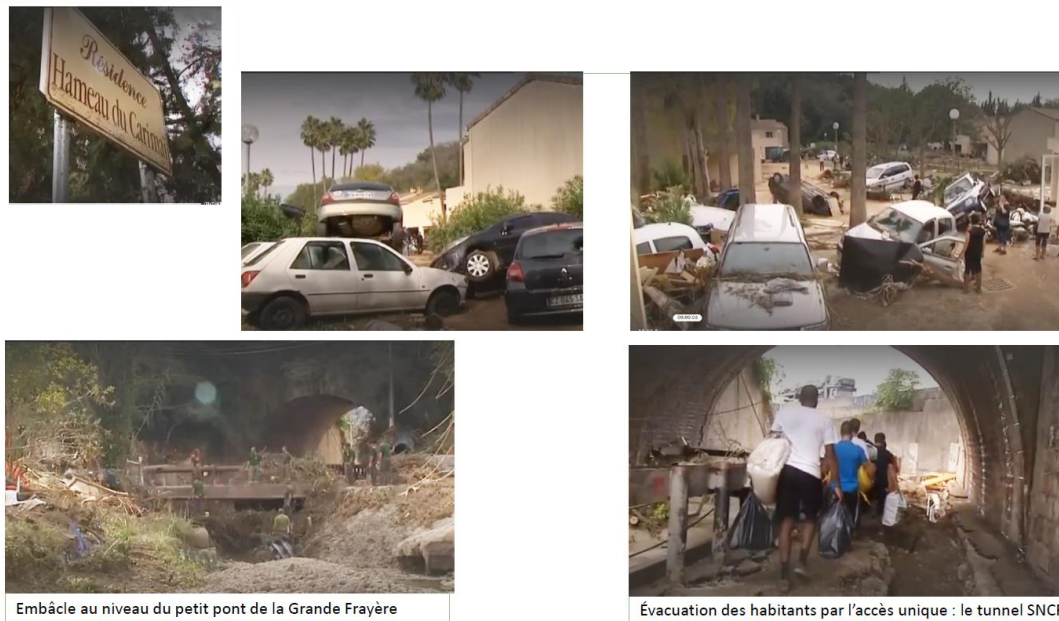 Résidence
Hameau du Carimaï
Embâcle au niveau du petit pont de la Grande Frayère
Évacuation des habitants par l’accès unique : le tunnel SNCF